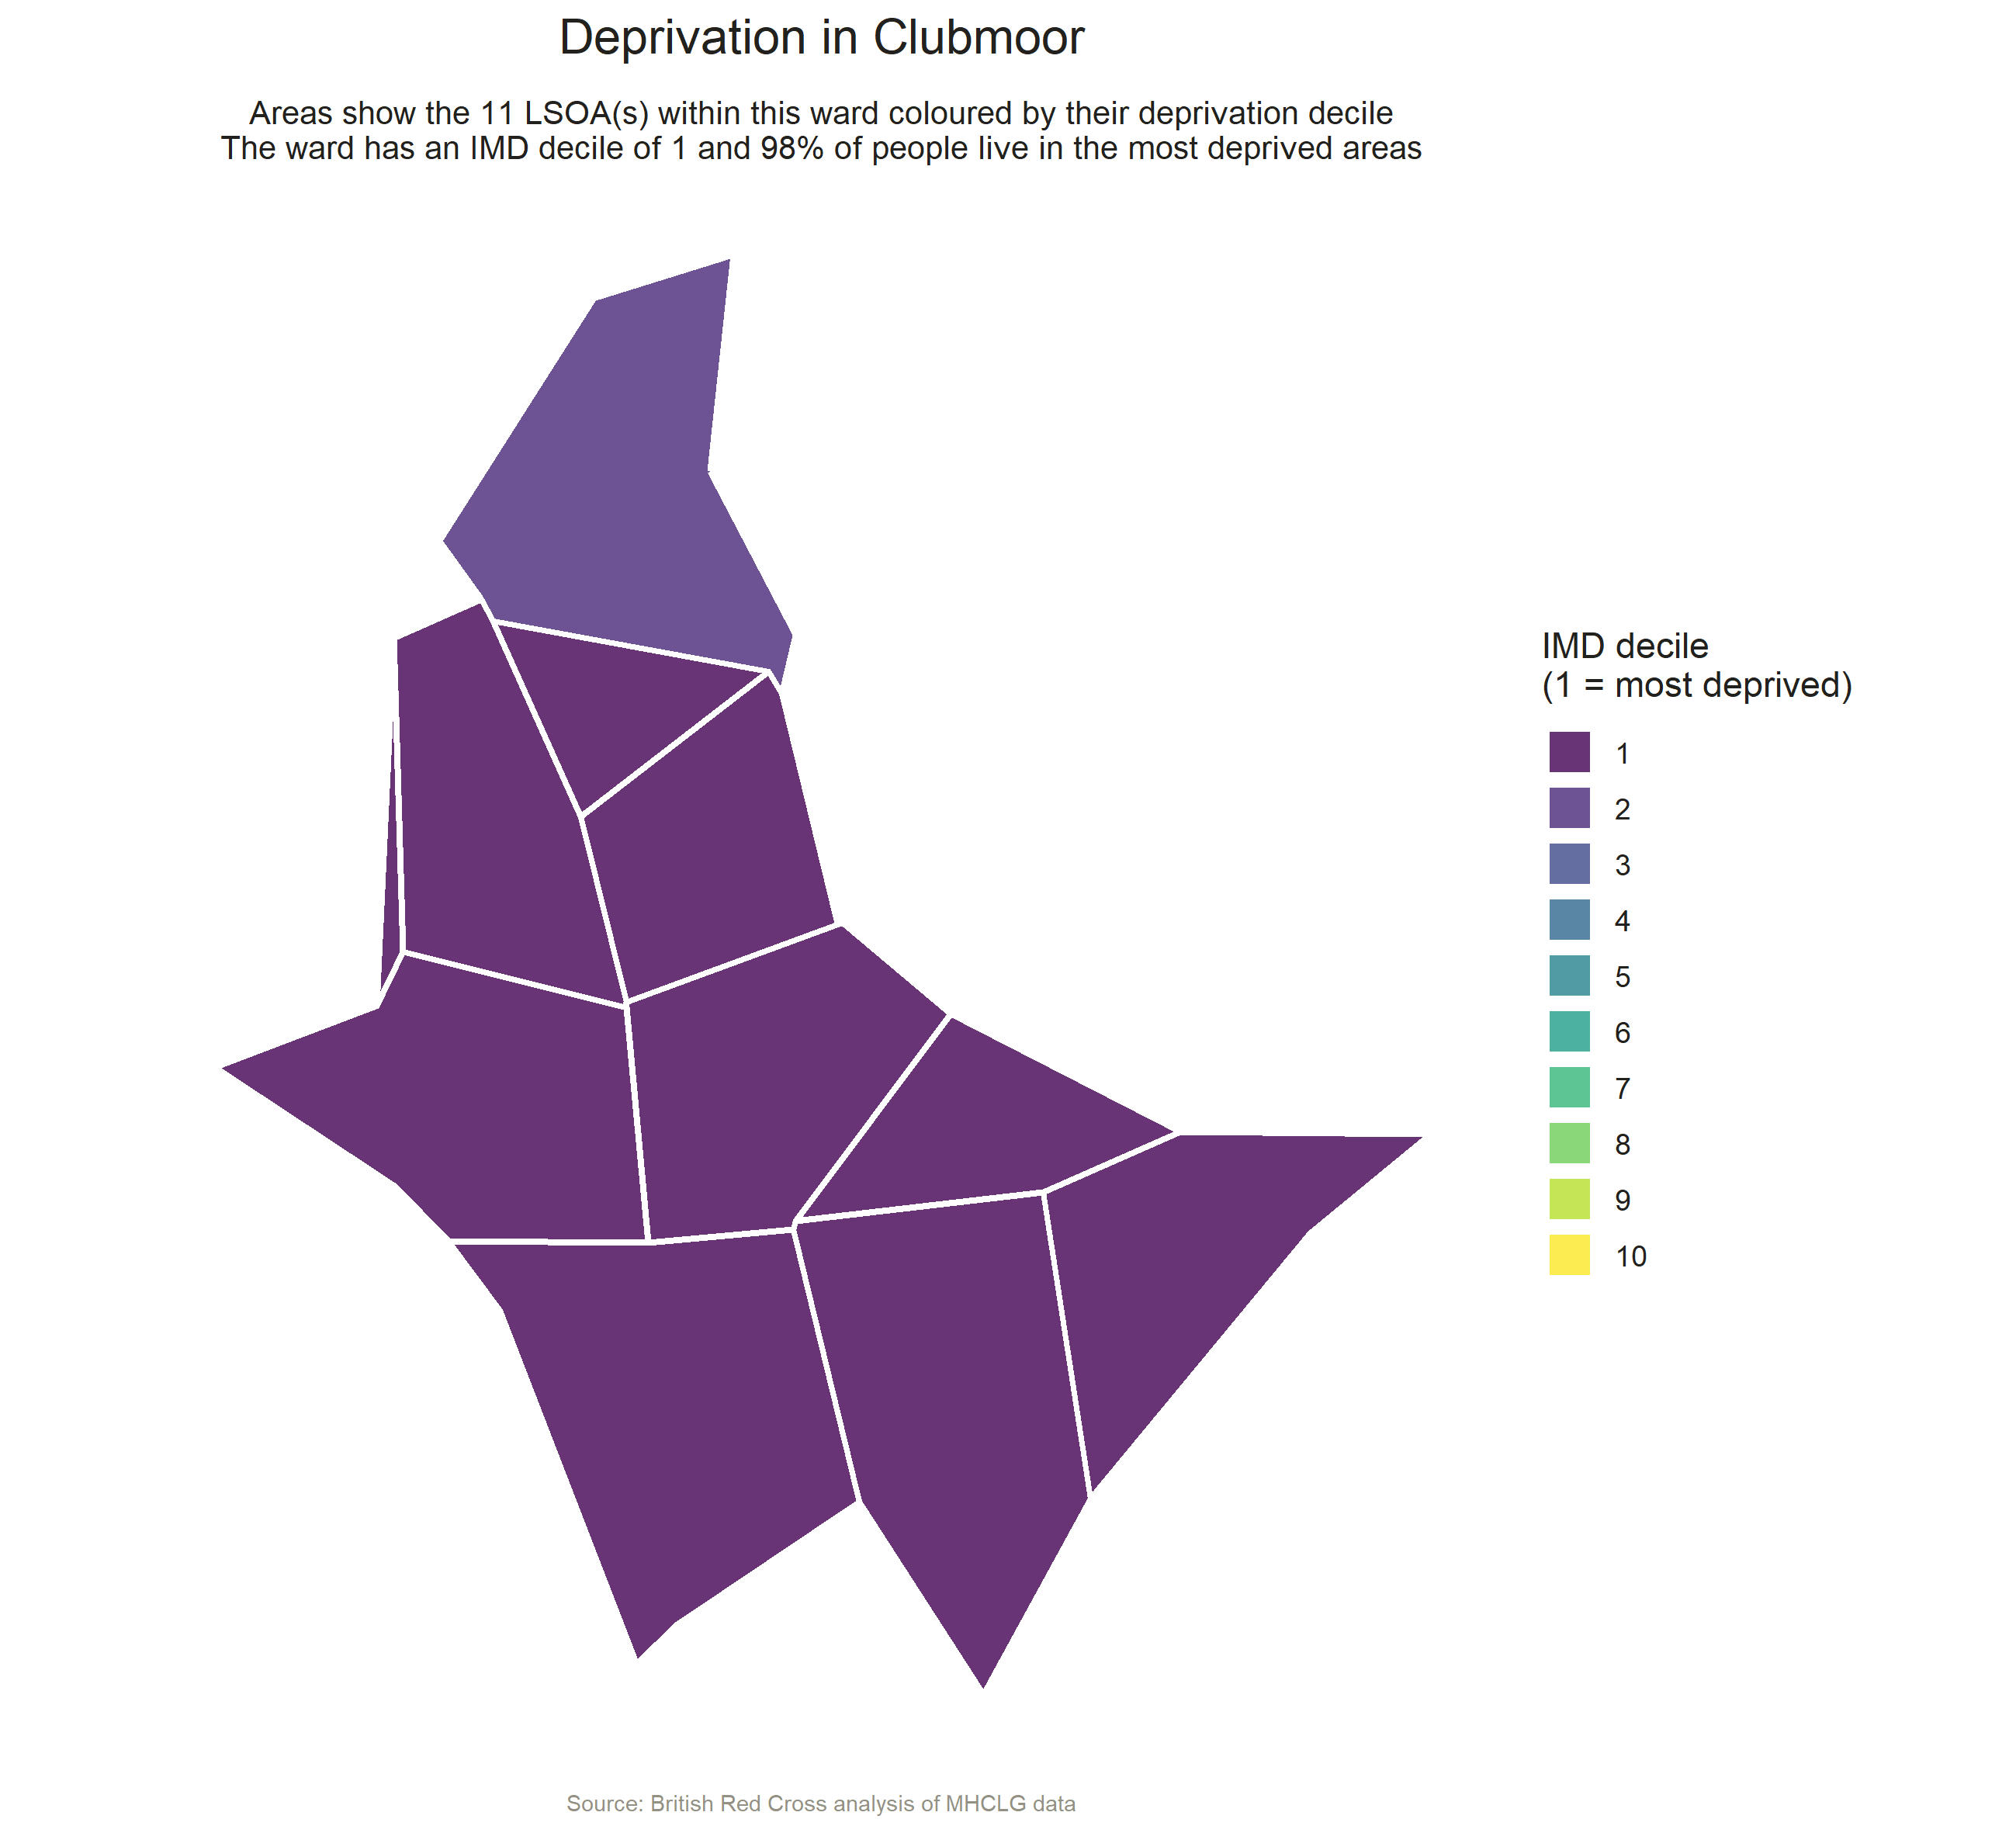 Deprivation in Clubmoor
Areas show the 11 LSOA(s) within this ward coloured by their deprivation decile
The ward has an IMD decile of 1 and 98% of people live in the most deprived areas
IMD decile
(1 = most deprived)
1
2
3
4
5
6
7
8
9
10
Source: British Red Cross analysis of MHCLG data